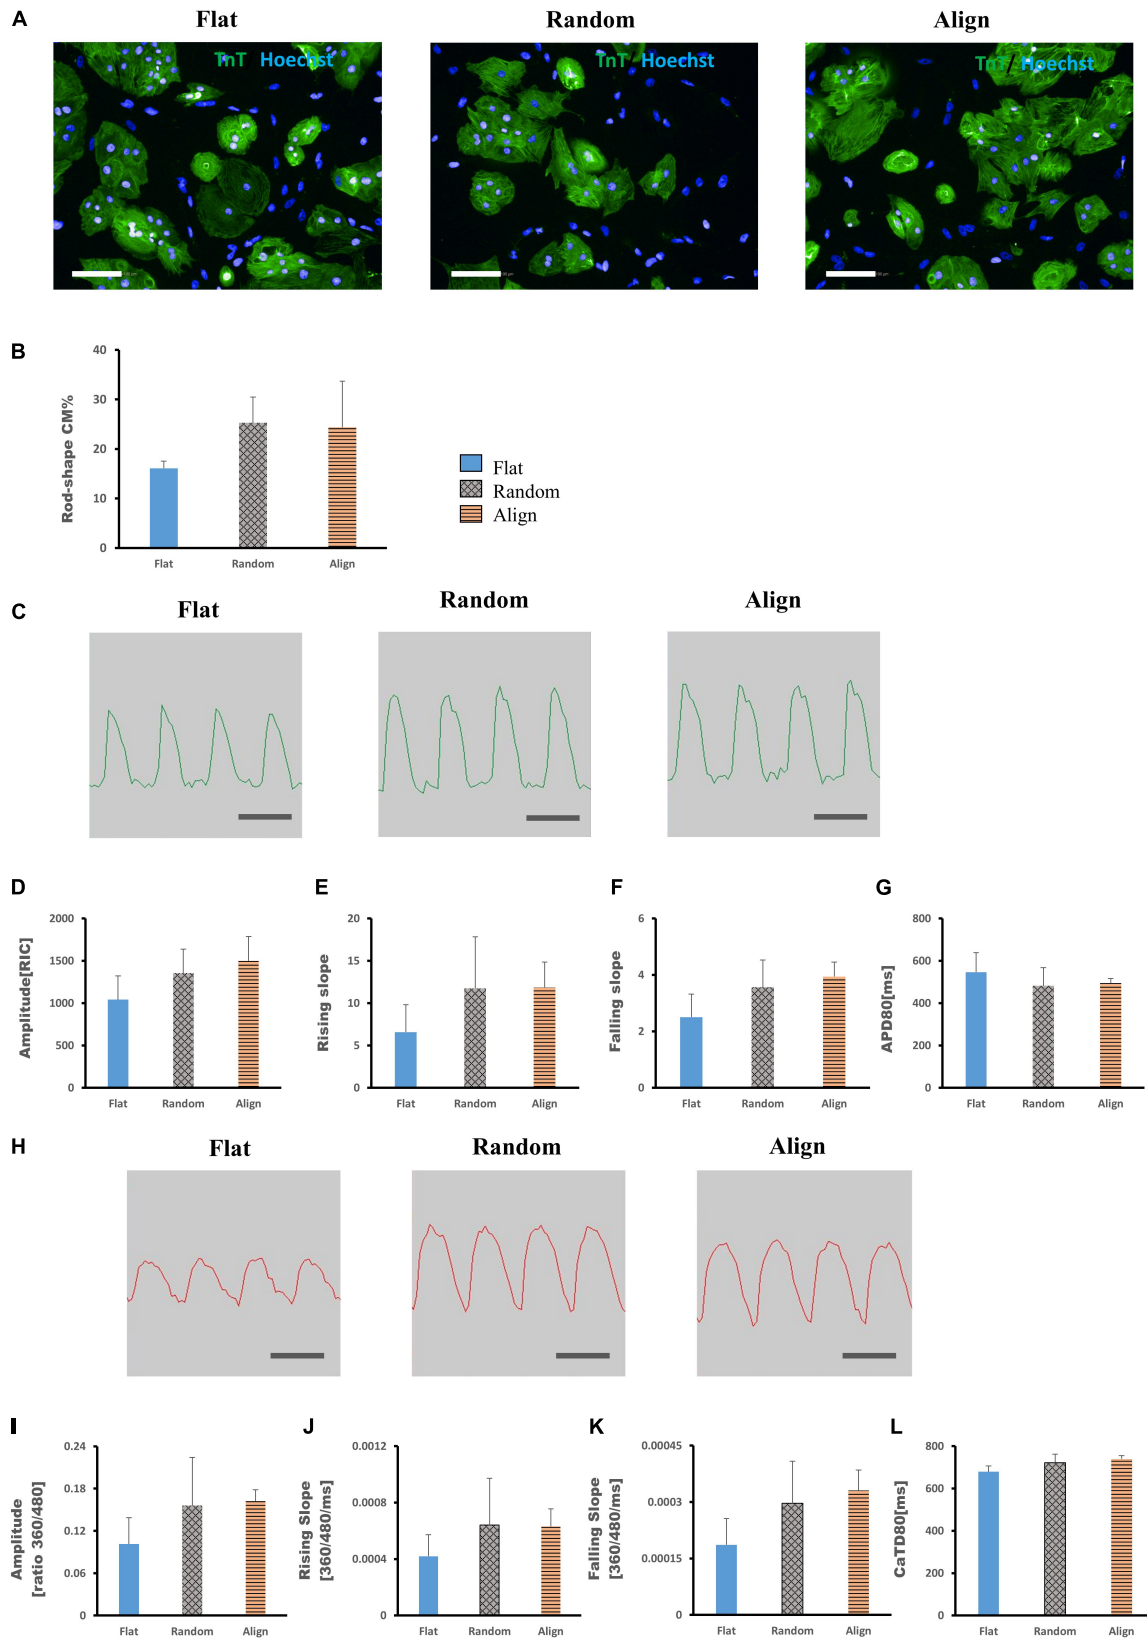 A
Flat
Random
Align
TnT Hoechst
TnT Hoechst
TnT/ Hoechst
B
Rod-shape CM%
40
30
20
10
0
Flat
Random
Align
Flat
Random
Align
C
Flat
Random
Align
D
Amplitude[RIC]
2000
1500
1000
500
0
Flat
Random
Align
E
Rising slope
20
15
10
5
0
Flat
Random
Align
F
Falling slope
6
4
2
0
Flat
Random
Align
G
APD80[ms]
800
600
400
200
0
Flat
Random
Align
H
Flat
Random
Align
I
Amplitude
[ratio 360/480]
0.24
0.18
0.12
0.06
0
Flat
Random
Align
J
Rising Slope
[360/480/ms]
0.0012
0.0008
0.0004
0
Flat
Random
Align
K
Falling Slope
[360/480/ms]
0.00045
0.0003
0.00015
0
Flat
Random
Align
L
CaTD80[ms]
800
600
400
200
0
Flat
Random
Align